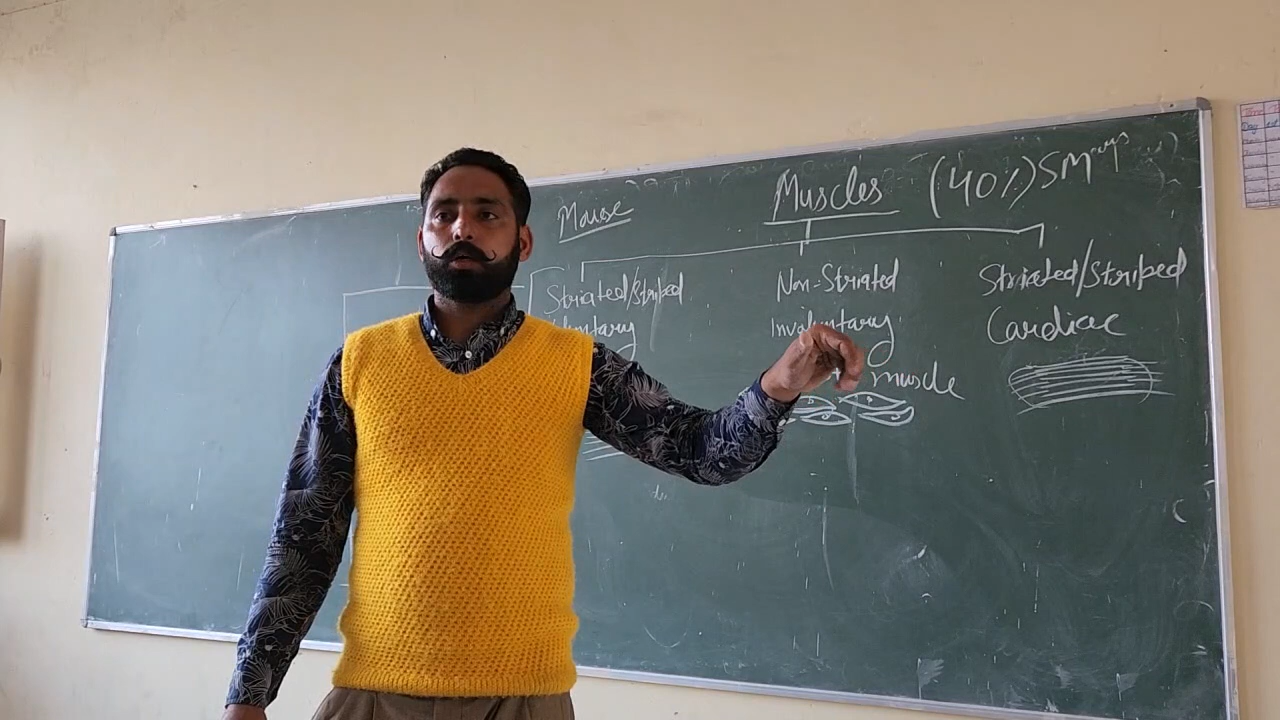 Mouse
Muscles (40%) SM
Striated/Striped
Non-Striated
Striated/Striped
Involuntary
Cardiac
muscle